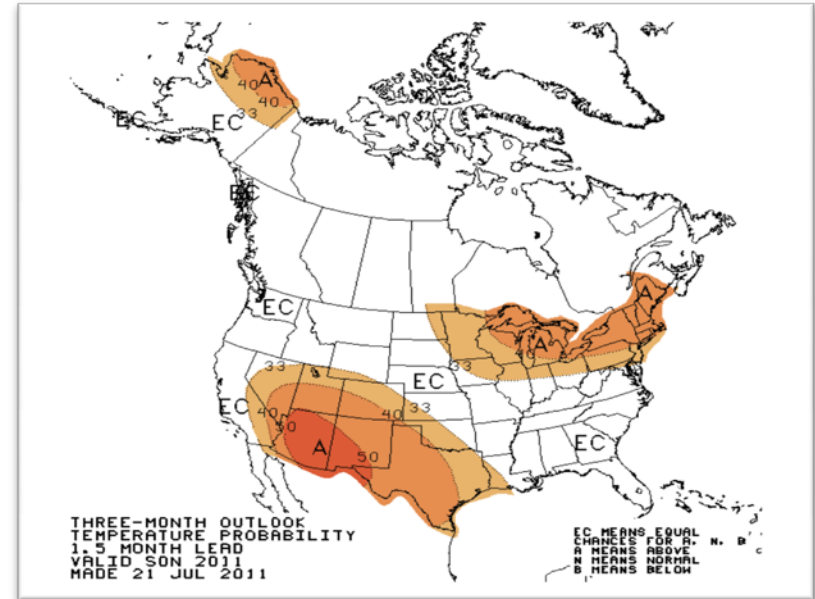 A
40
40
33
EC
EC
EC
A
EC
A
40
33
33
EC
33
EC
40
40
50
EC
A
50
THREE-MONTH OUTLOOK
TEMPERATURE PROBABILITY
1.5 MONTH LEAD
VALID SON 2011
MADE 21 JUL 2011
EC MEANS EQUAL
CHANCES FOR A, N, B
A MEANS ABOVE
N MEANS NORMAL
B MEANS BELOW